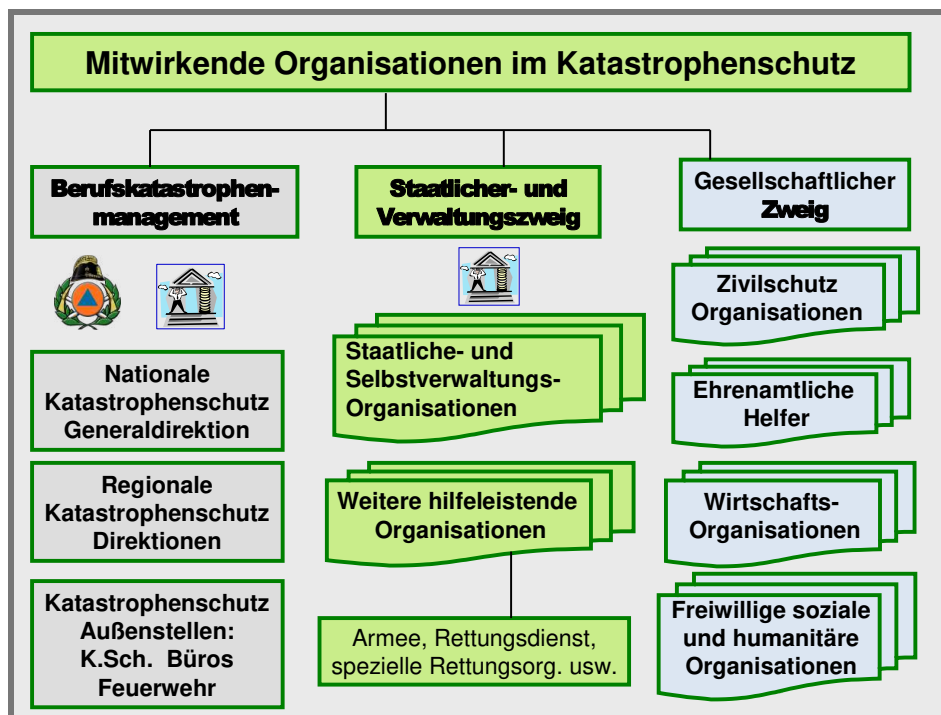 Mitwirkende Organisationen im Katastrophenschutz
Berufskatastrophen-
management
Nationale
Katastrophenschutz
Generaldirektion
Regionale
Katastrophenschutz
Direktionen
Katastrophenschutz
Außenstellen:
K.Sch. Büros
Feuerwehr
Staatlicher- und
Verwaltungszweig
Staatliche- und
Selbstverwaltungs-
Organisationen
Weitere hilfeleistende
Organisationen
Armee, Rettungsdienst,
spezielle Rettungsorg. usw.
Gesellschaftlicher
Zweig
Zivilschutz
Organisationen
Ehrenamtliche
Helfer
Wirtschafts-
Organisationen
Freiwillige soziale
und humanitäre
Organisationen